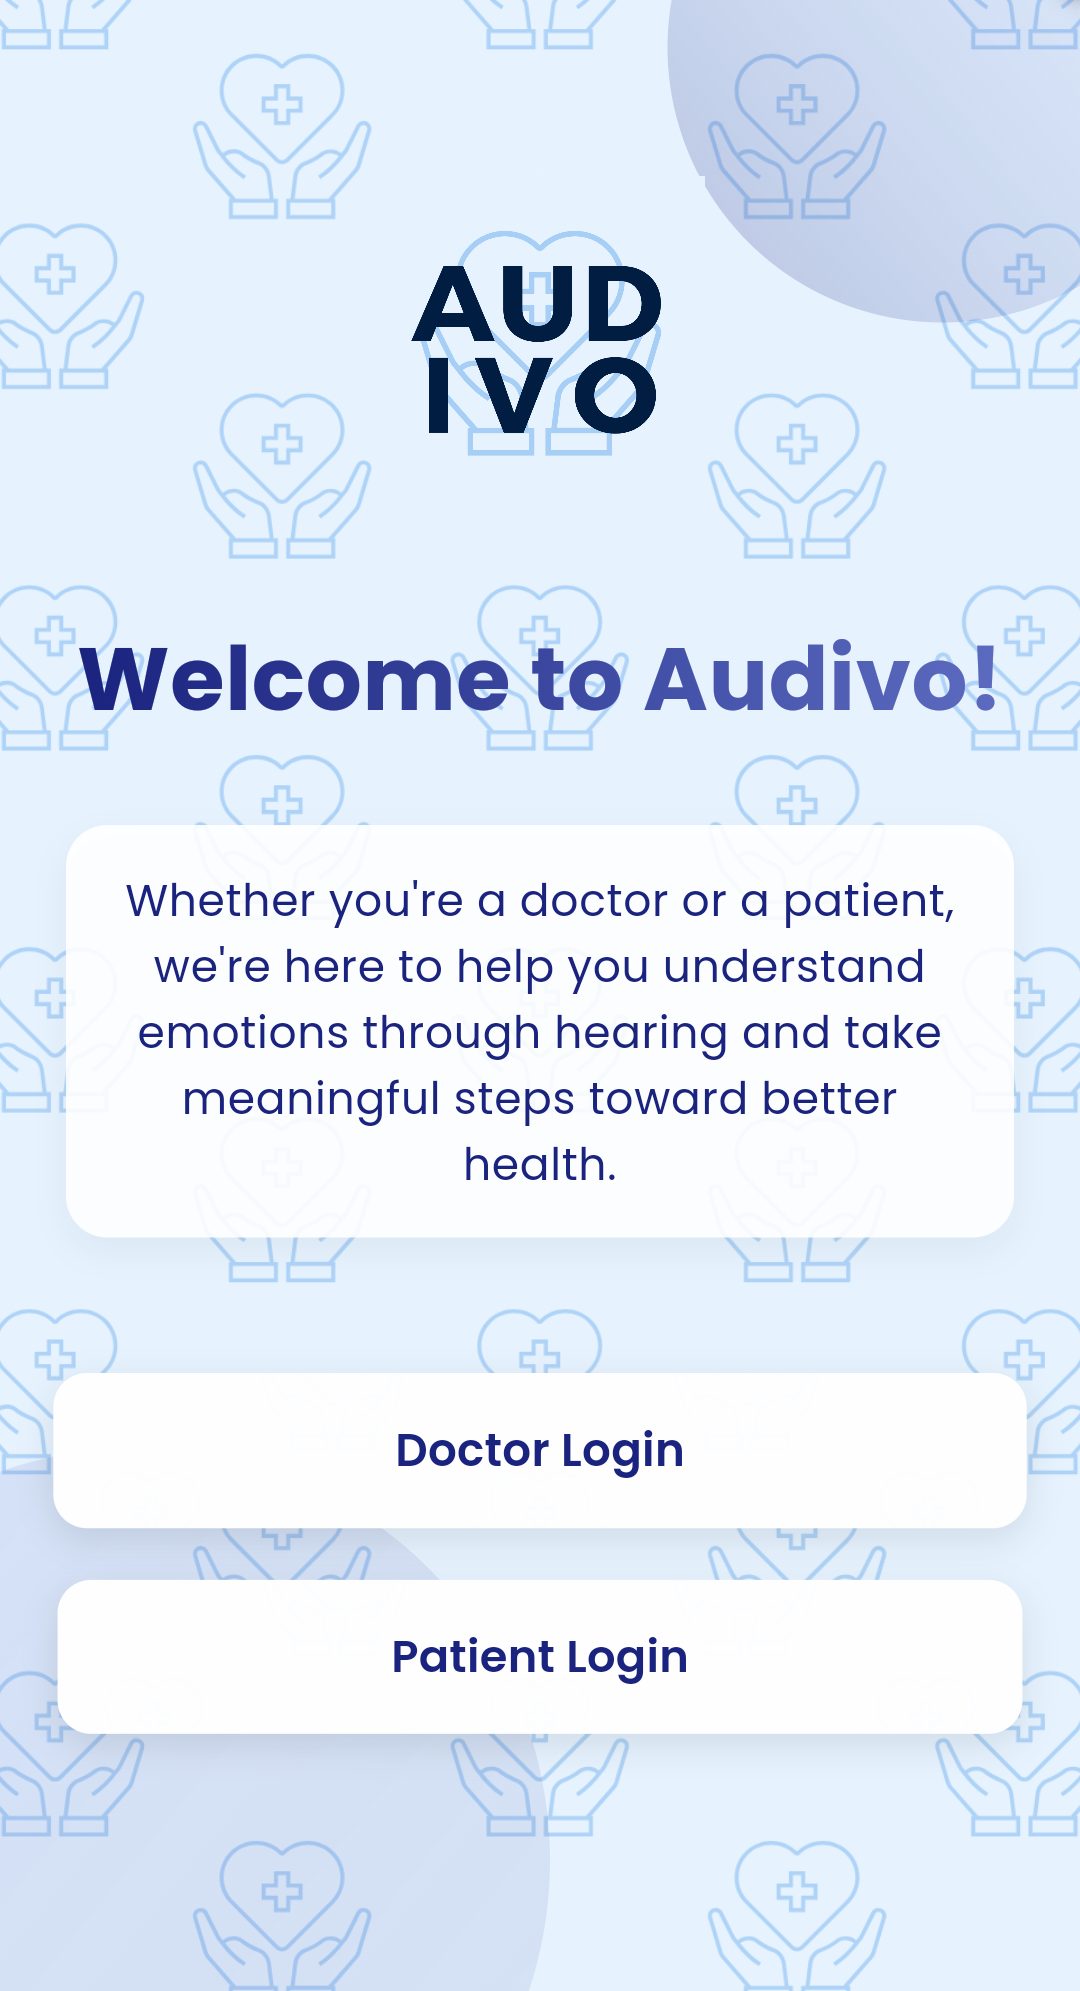 AUD
IVO
Welcome to Audivo!
Whether you're a doctor or a patient,
we're here to help you understand
emotions through hearing and take
meaningful steps toward better
health.
Doctor Login
Patient Login